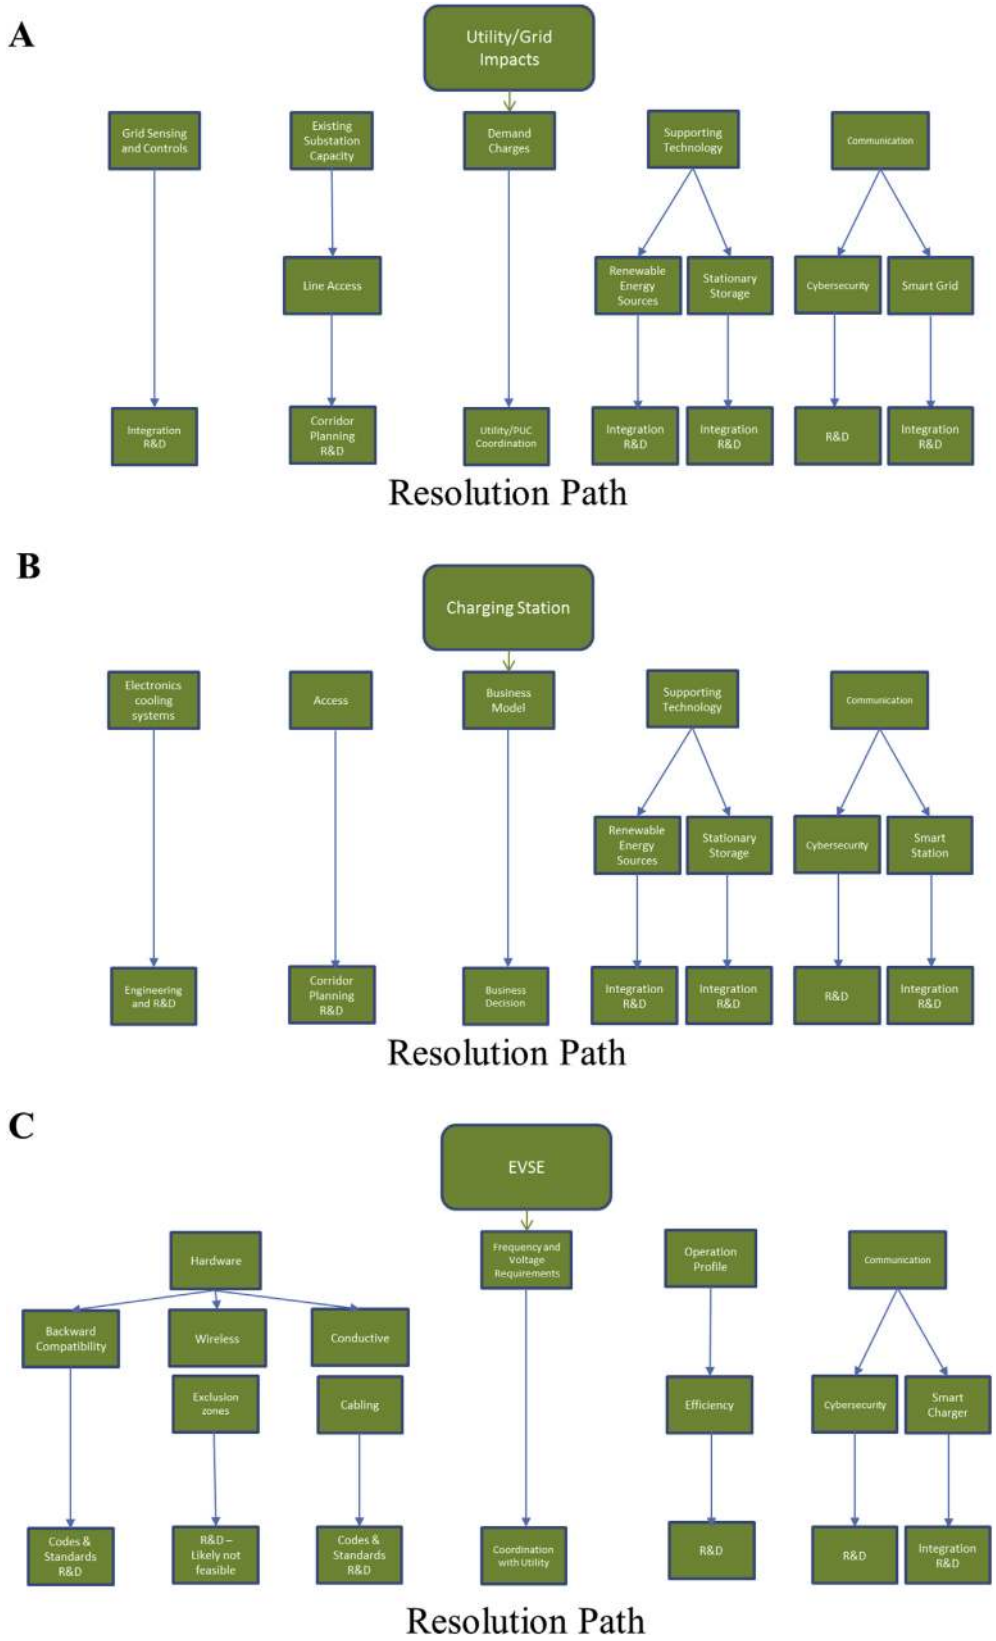 A
Utility/Grid
Impacts
Grid Sensing
and Controls
Existing
Substation
Capacity
Demand
Charges
Supporting
Technology
Communication
Line Access
Renewable
Energy
Sources
Stationary
Storage
Cybersecurity
Smart Grid
Integration
R&D
Corridor
Planning
R&D
Utility/PUC
Coordination
Integration
R&D
Integration
R&D
R&D
Integration
R&D
Resolution Path
B
Charging Station
Electronics
cooling
systems
Access
Business
Model
Supporting
Technology
Communication
Renewable
Energy
Sources
Stationary
Storage
Cybersecurity
Smart
Station
Engineering
and R&D
Corridor
Planning
R&D
Business
Decision
Integration
R&D
Integration
R&D
R&D
Integration
R&D
Resolution Path
C
EVSE
Hardware
Frequency and
Voltage
Requirements
Operation
Profile
Communication
Backward
Compatibility
Wireless
Conductive
Exclusion
zones
Cabling
Efficiency
Cybersecurity
Smart
Charger
Codes &
Standards
R&D
R&D –
Likely not
feasible
Codes &
Standards
R&D
Coordination
with Utility
R&D
R&D
Integration
R&D
Resolution Path